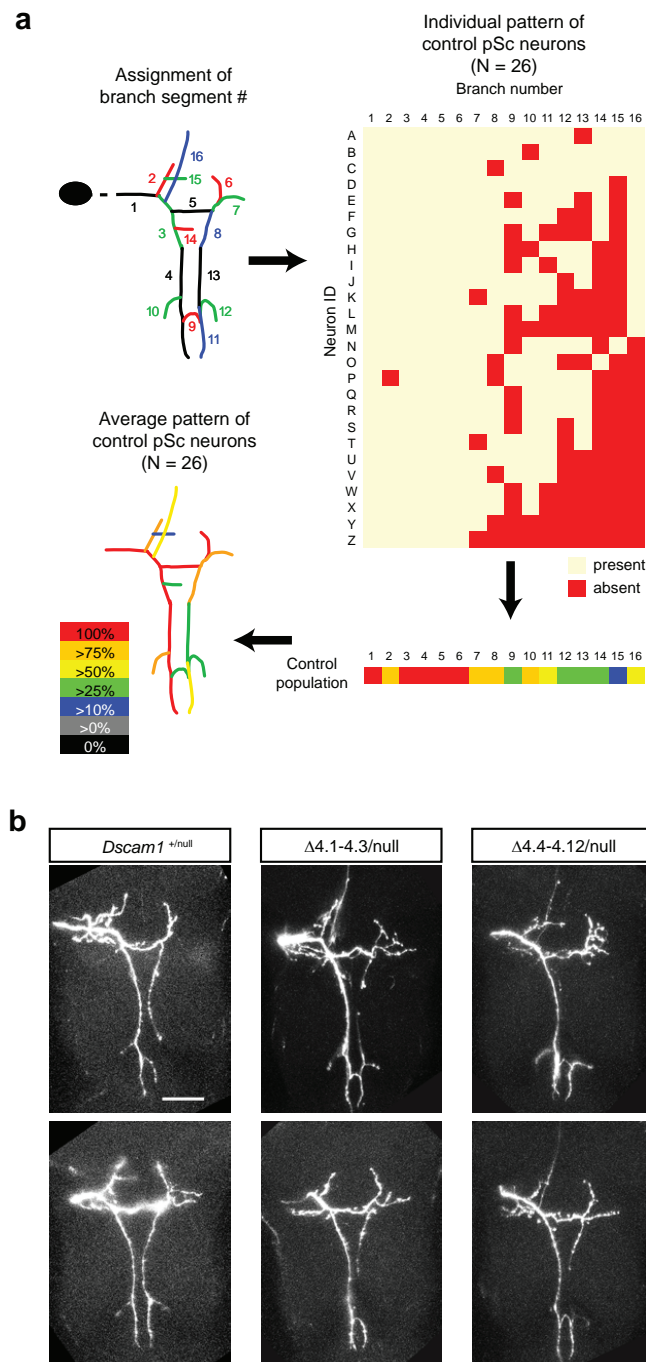 a
Assignment of
branch segment #
16
2
15
6
1
5
7
3
14
8
4
13
10
9
12
11
Individual pattern of
control pSc neurons
(N = 26)
Branch number
1 2 3 4 5 6 7 8 9 10 11 12 13 14 15 16
Neuron ID
A
B
C
D
E
F
G
H
I
J
K
L
M
N
O
P
Q
R
S
T
U
V
W
X
Y
Z
present
absent
Average pattern of
control pSc neurons
(N = 26)
100%
>75%
>50%
>25%
>10%
>0%
0%
1 2 3 4 5 6 7 8 9 10 11 12 13 14 15 16
Control
population
b
Dscam1 +/null
Δ4.1-4.3/null
Δ4.4-4.12/null